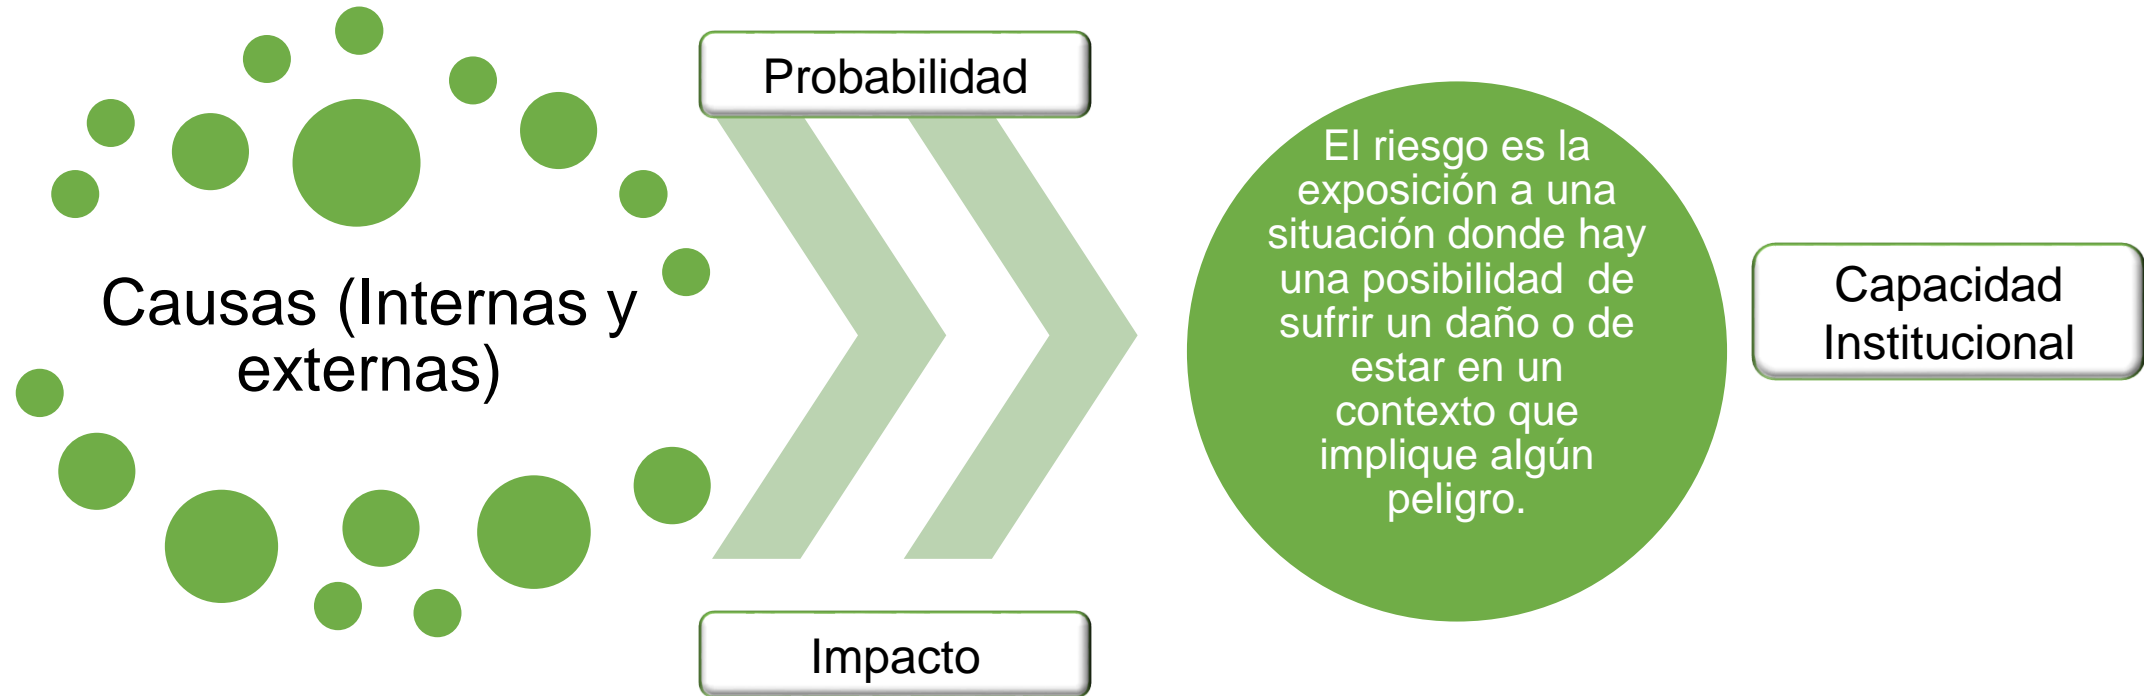 Causas (Internas y
externas)
Probabilidad
Impacto
El riesgo es la
exposición a una
situación donde hay
una posibilidad  de
sufrir un daño o de
estar en un
contexto que
implique algún
peligro.
Capacidad
Institucional